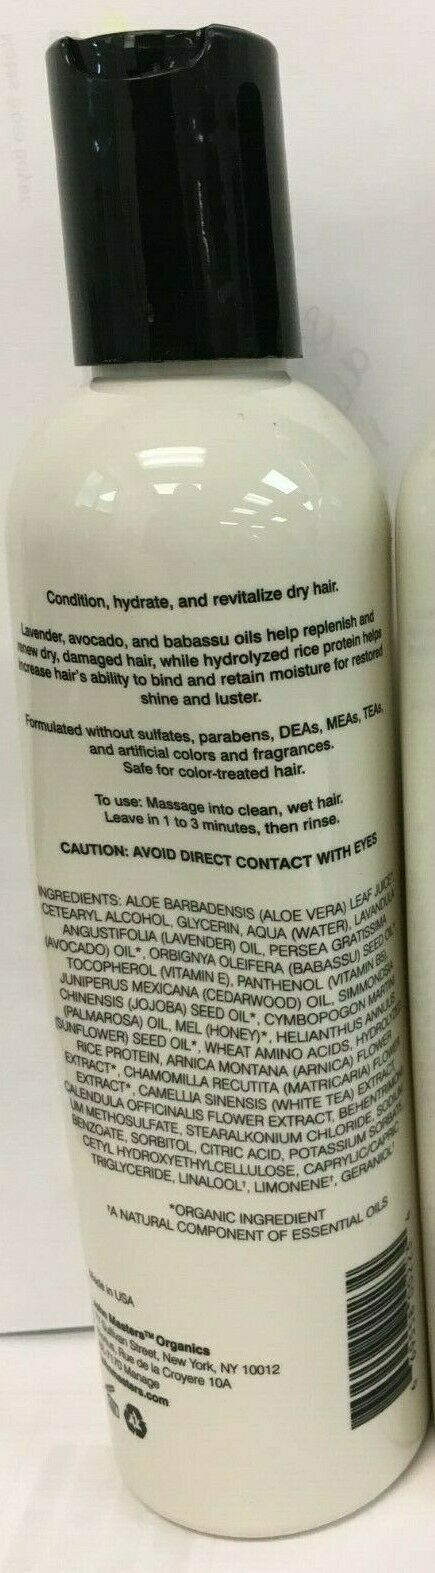 Condition, hydrate, and revitalize dry hair.
Lavender, avocado, and babassu oils help replenish and
renew dry, damaged hair, while hydrolyzed rice protein helps
increase hair's ability to bind and retain moisture for restored
shine and luster.
Formulated without sulfates, parabens, DEAs, MEAs, TEAs,
and artificial colors and fragrances.
Safe for color-treated hair.
To use: Massage into clean, wet hair.
Leave in 1 to 3 minutes, then rinse.
CAUTION: AVOID DIRECT CONTACT WITH EYES
INGREDIENTS: ALOE BARBADENSIS (ALOE VERA) LEAF JUICE*,
CETEARYL ALCOHOL, GLYCERIN, AQUA (WATER), LAVANDULA
ANGUSTIFOLIA (LAVENDER) OIL, PERSEA GRATISSIMA
(AVOCADO) OIL*, ORBIGNYA OLEIFERA (BABASSU) SEED OIL*,
TOCOPHEROL (VITAMIN E), PANTHENOL (VITAMIN B5),
JUNIPERUS MEXICANA (CEDARWOOD) OIL, SIMMONDSIA
CHINENSIS (JOJOBA) SEED OIL*, CYMBOPOGON MARTINI
(PALMAROSA) OIL, MEL (HONEY)*, HELIANTHUS ANNUUS
(SUNFLOWER) SEED OIL*, WHEAT AMINO ACIDS, HYDROLYZED
RICE PROTEIN, ARNICA MONTANA (ARNICA) FLOWER
EXTRACT*, CHAMOMILLA RECUTITA (MATRICARIA) FLOWER
EXTRACT*, CAMELLIA SINENSIS (WHITE TEA) EXTRACT,
CALENDULA OFFICINALIS FLOWER EXTRACT, BEHENTRIMONI
UM METHOSULFATE, STEARALKONIUM CHLORIDE, SODIUM
BENZOATE, SORBITOL, CITRIC ACID, POTASSIUM SORBATE,
CETYL HYDROXYETHYLCELLULOSE, CAPRYLIC/CAPRIC
TRIGLYCERIDE, LINALOOL†, LIMONENE†, GERANIOL†
*ORGANIC INGREDIENT
†A NATURAL COMPONENT OF ESSENTIAL OILS
Made in USA
Masters™ Organics
Sullivan Street, New York, NY 10012
Rue de la Croyere 10A
70 Manage
masters.com